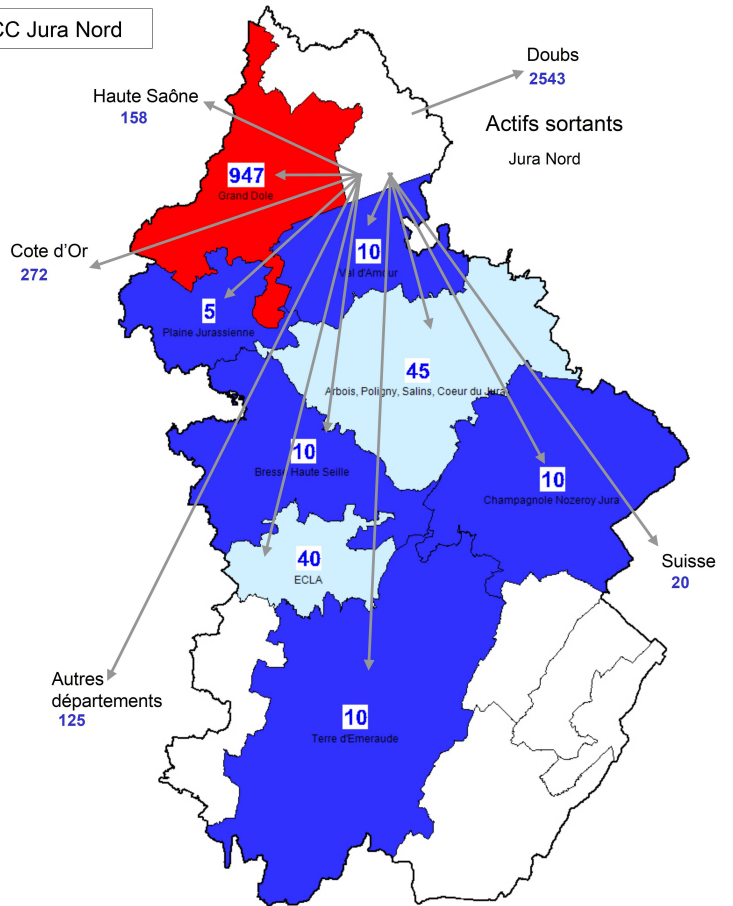 CC Jura Nord
Doubs
2543
Haute Saône
158
Actifs sortants
Jura Nord
947
Grand Dole
Cote d'Or
272
10
Val d'Amour
5
Plaine Jurassienne
45
Arbois, Poligny, Salins, Coeur du Jura
10
Bresse Haute Seille
10
Champagnole Nozeroy Jura
40
ECLA
Suisse
20
Autres
départements
125
10
Terre d'Emeraude